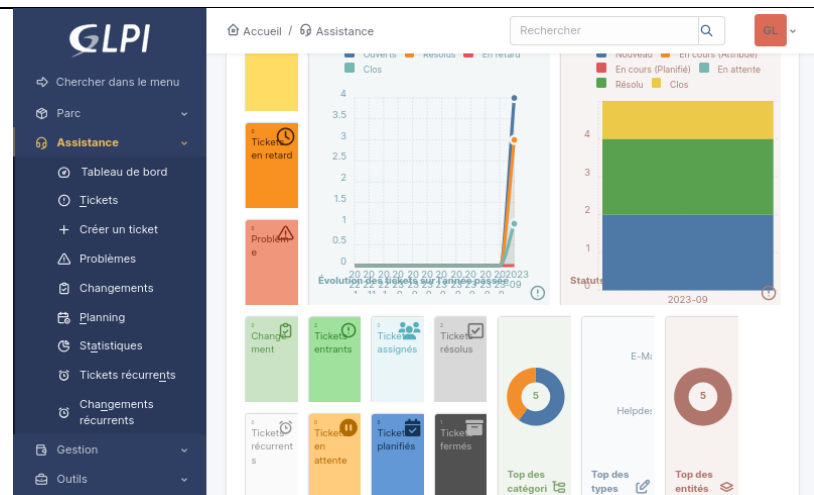 GLPI
Accueil / Assistance
Rechercher
GL
Chercher dans le menu
Parc
Assistance
Tableau de bord
Tickets
Créer un ticket
Problèmes
Changements
Planning
Statistiques
Tickets récurrents
Changements
récurrents
Gestion
Outils
Ouverts Résolus En retard
Clos
4
3.5
3
2.5
2
1.5
1
0.5
0
2023
-09
Évolution des tickets sur l'année passée
Nouveau En cours (Attribué)
En cours (Planifié) En attente
Résolu Clos
4
3
2
1
0
2023-09
Statuts
Tickets
en retard
Problèm
e
Change
ment
Tickets
entrants
Tickets
assignés
Tickets
résolus
Tickets
récurrent
s
Tickets
en
attente
Tickets
planifiés
Tickets
fermés
5
Top des
catégori
E-Ma
Helpdes
Top des
types
5
Top des
entités